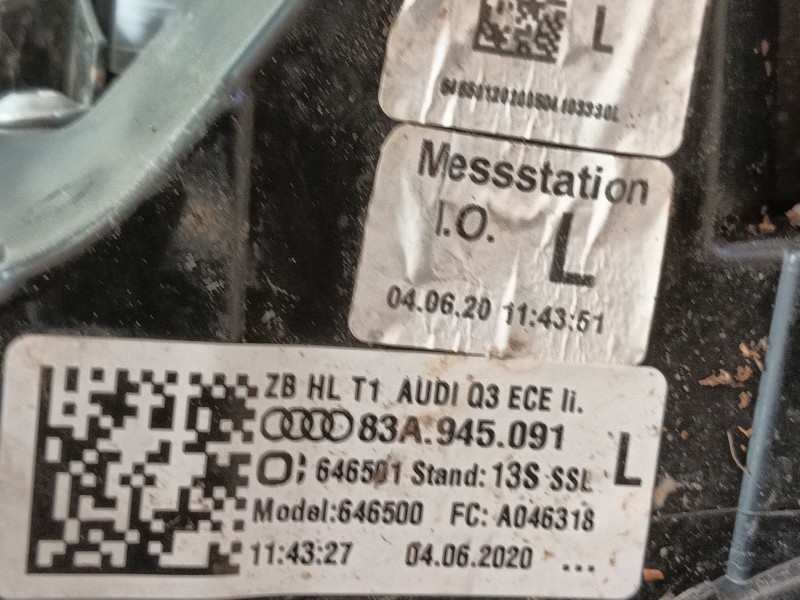 L
Messstation
I.O. L
04.06.20 11:43:51
ZB HL T1 AUDI Q3 ECE li.
83A.945.091
L
646501 Stand: 13S SSL
Model:646500 FC: A046318
11:43:27 04.06.2020 ...